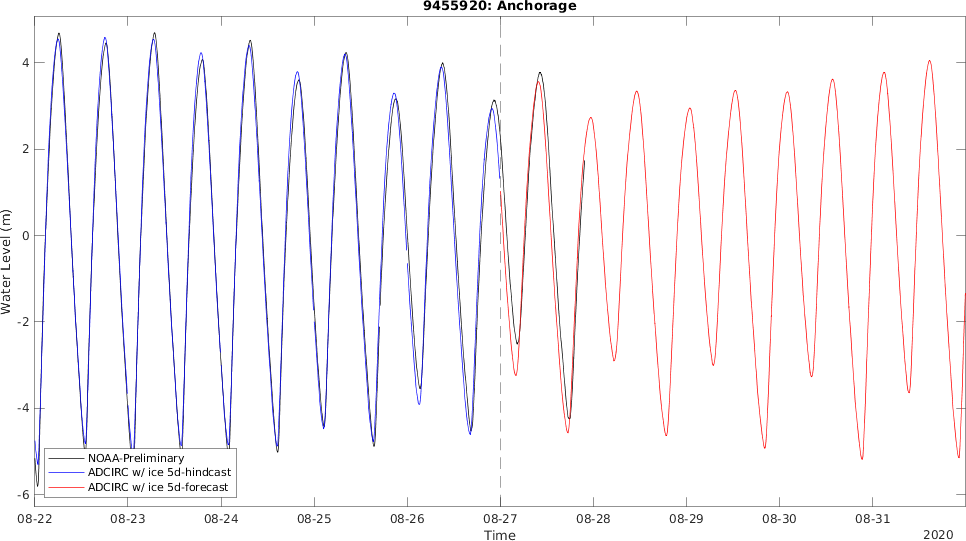 9455920: Anchorage
Water Level (m)
4
2
0
-2
-4
-6
NOAA-Preliminary
ADCIRC w/ ice 5d-hindcast
ADCIRC w/ ice 5d-forecast
08-22 08-23 08-24 08-25 08-26 08-27 08-28 08-29 08-30 08-31
Time
2020